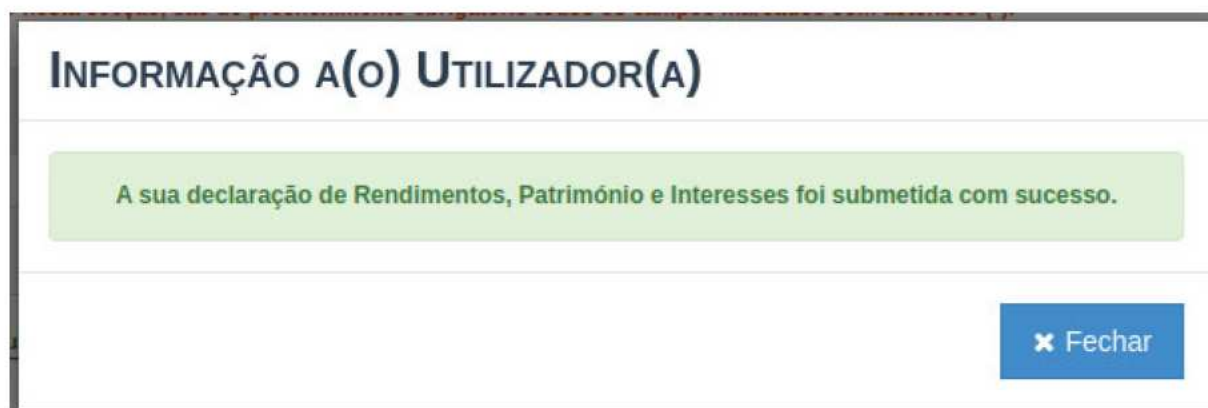 INFORMAÇÃO A(O) UTILIZADOR(A)
A sua declaração de Rendimentos, Património e Interesses foi submetida com sucesso.
✖ Fechar